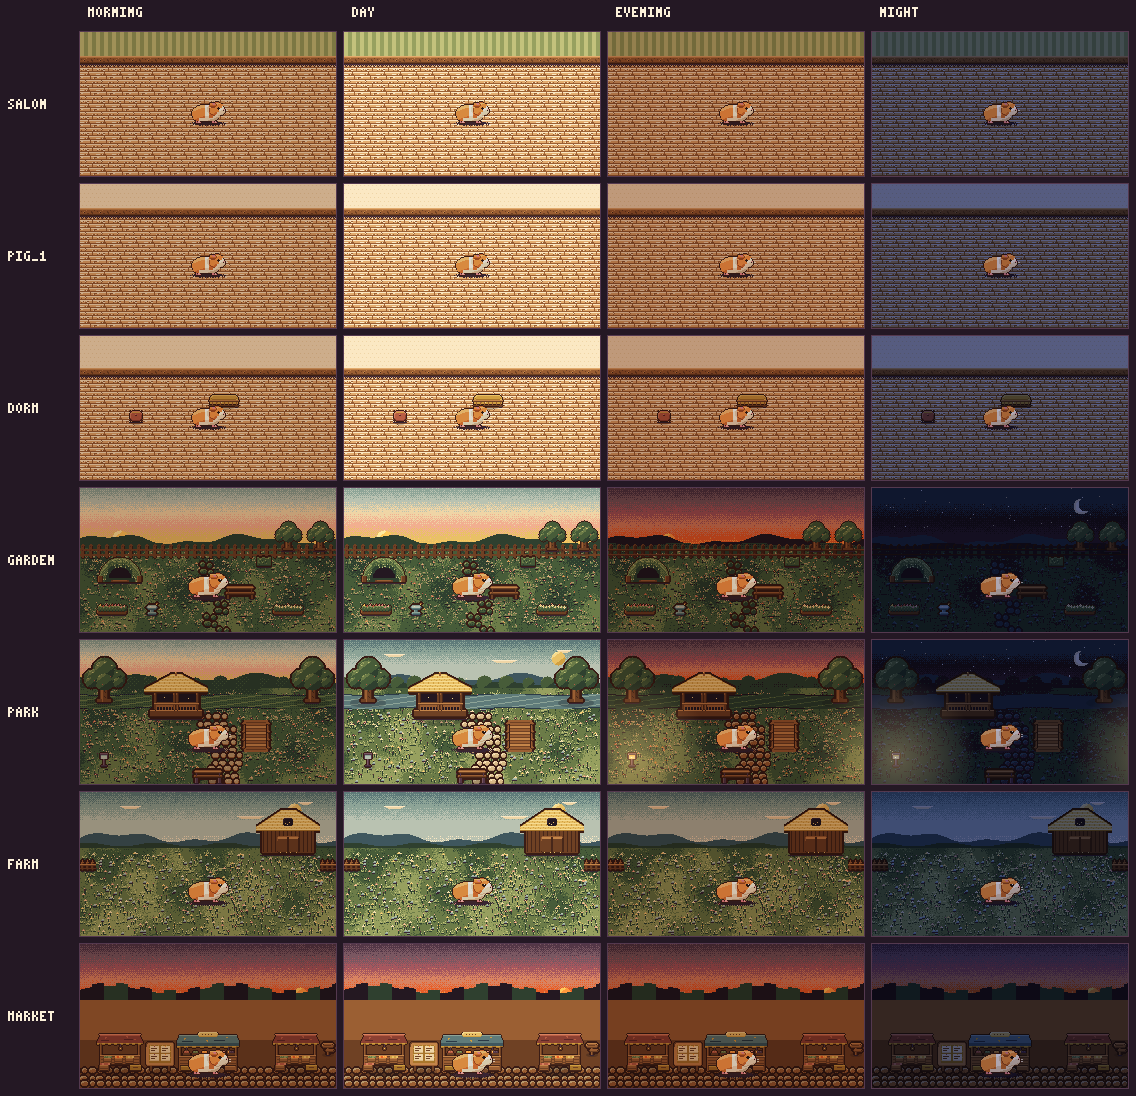 MORNING DAY EVENING NIGHT
SALON
PIG_1
DORM
GARDEN
PARK
FARM
MARKET